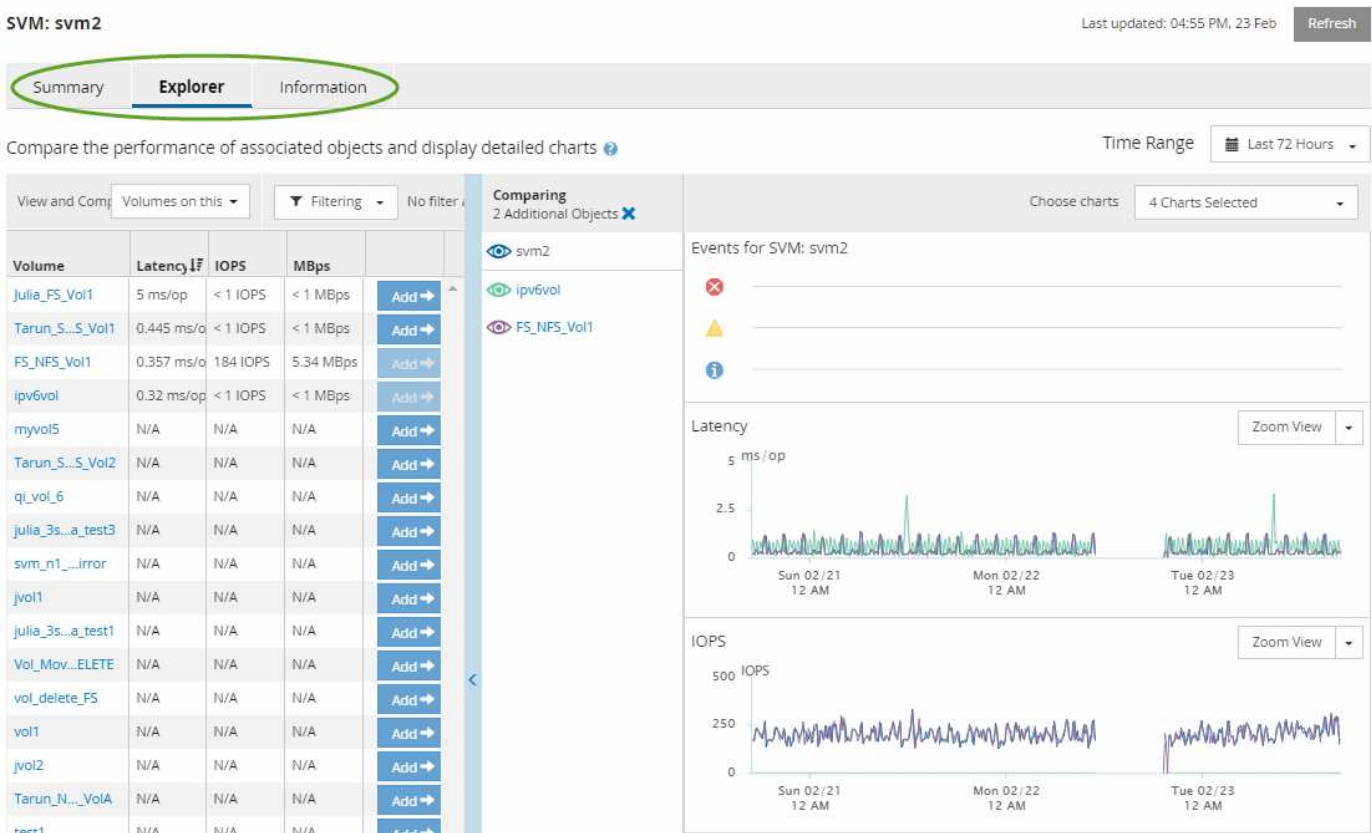 SVM: svm2
Last updated: 04:55 PM, 23 Feb Refresh
Summary Explorer Information
Compare the performance of associated objects and display detailed charts ?
Time Range Last 72 Hours
View and Comp Volumes on this Filtering No filter
Comparing
2 Additional Objects
Choose charts 4 Charts Selected
Volume Latency IOPS MBps
Julia_FS_Vol1 5 ms/op < 1 IOPS < 1 MBps Add
Tarun_S...S_Vol1 0.445 ms/o < 1 IOPS < 1 MBps Add
FS_NFS_Vol1 0.357 ms/o 184 IOPS 5.34 MBps Add
ipv6vol 0.32 ms/op < 1 IOPS < 1 MBps Add
myvol5 N/A N/A N/A Add
Tarun_S...S_Vol2 N/A N/A N/A Add
qi_vol_6 N/A N/A N/A Add
julia_3s...a_test3 N/A N/A N/A Add
svm_n1_...irror N/A N/A N/A Add
jvol1 N/A N/A N/A Add
julia_3s...a_test1 N/A N/A N/A Add
Vol_Mov...ELETE N/A N/A N/A Add
vol_delete_FS N/A N/A N/A Add
vol1 N/A N/A N/A Add
jvol2 N/A N/A N/A Add
Tarun_N..._VolA N/A N/A N/A Add
test1 N/A N/A N/A Add
svm2
ipv6vol
FS_NFS_Vol1
Events for SVM: svm2
Latency Zoom View
5 ms/op
2.5
0
Sun 02/21 Mon 02/22 Tue 02/23
12 AM 12 AM 12 AM
IOPS Zoom View
500 IOPS
250
0
Sun 02/21 Mon 02/22 Tue 02/23
12 AM 12 AM 12 AM